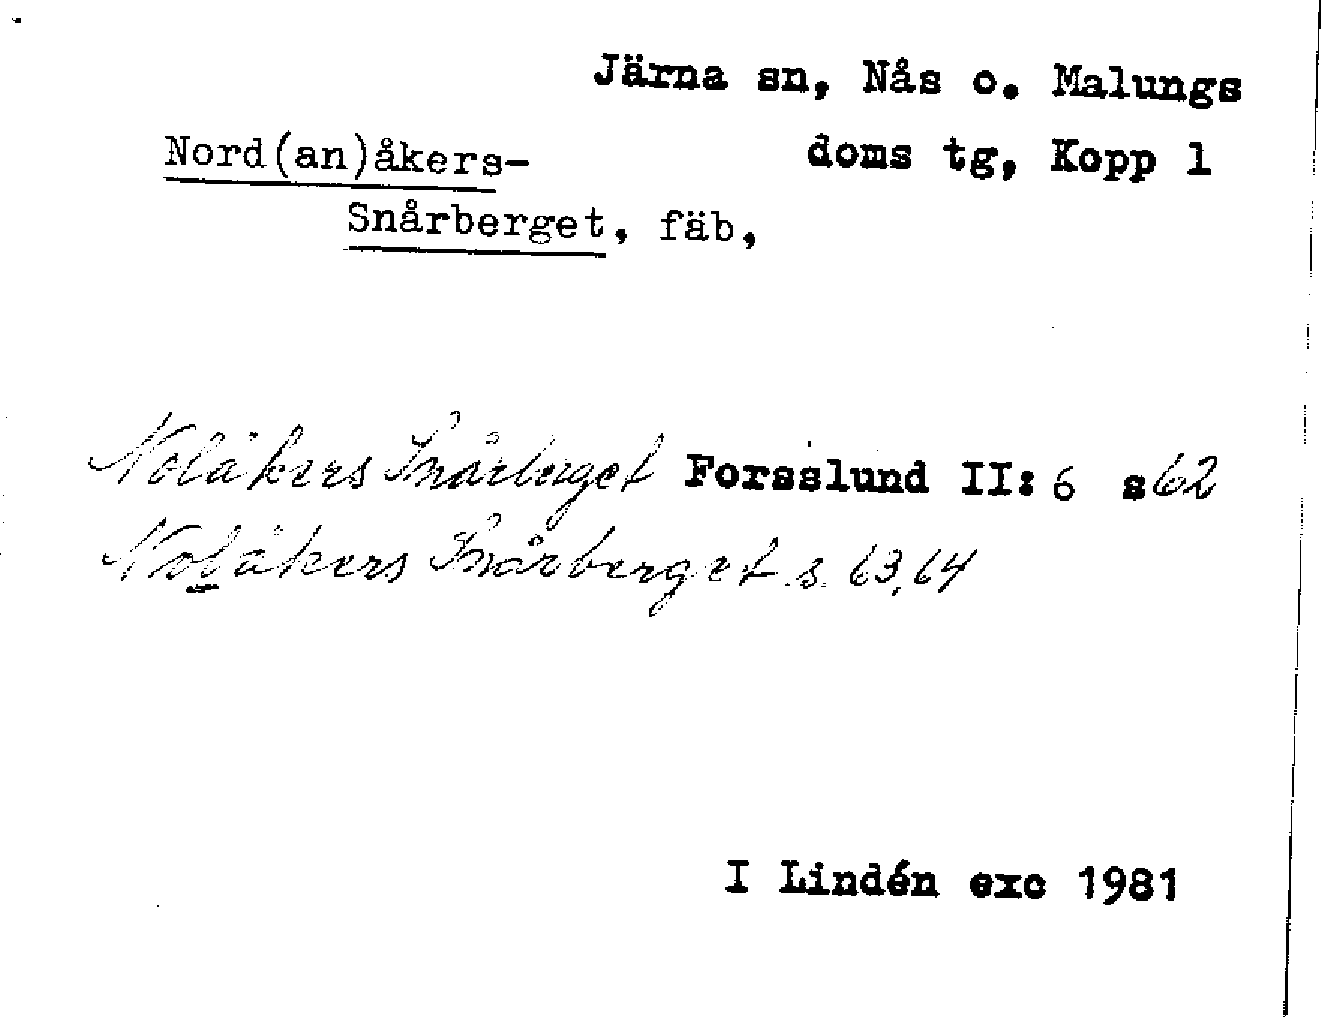 Järna sn, Nås o. Malungs
Nord(an)åkers- doms tg, Kopp l
Snårberget, fäb,
Nolåkers Snårberget Forsslund II: 6 s 62
Nolåkers Snårberget s. 63, 64
I Lindén exc 1981